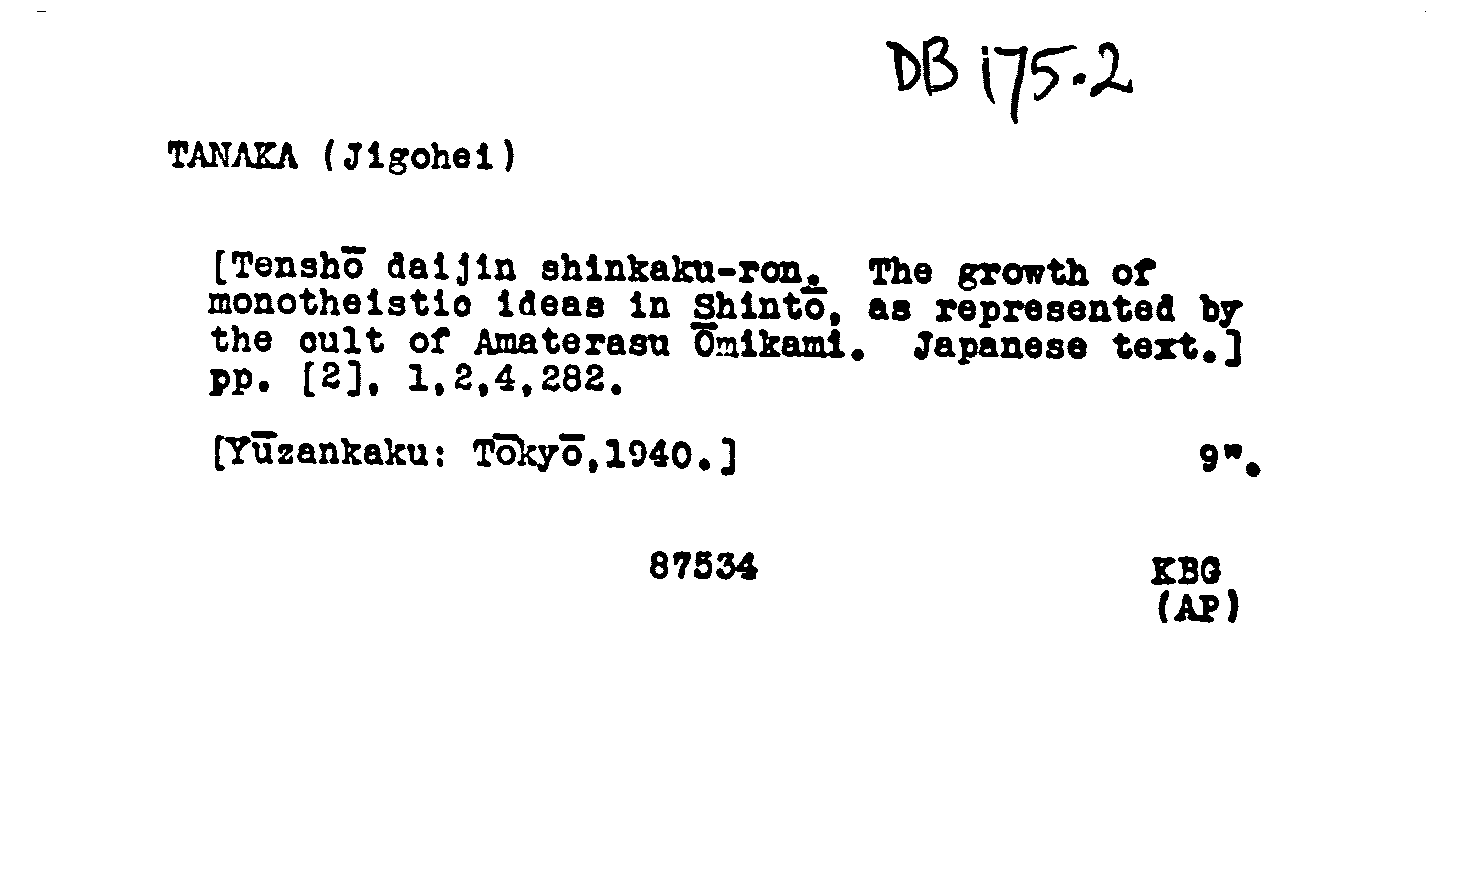 DB 175.2
TANAKA (Jigohei)
[Tenshō daijin shinkaku-ron. The growth of
monotheistic ideas in Shintō, as represented by
the cult of Amaterasu Ōmikami. Japanese text.]
pp. [2], 1,2,4,282.
[Yūzankaku: Tōkyō,1940.] 9".
87534 KBG
(AP)